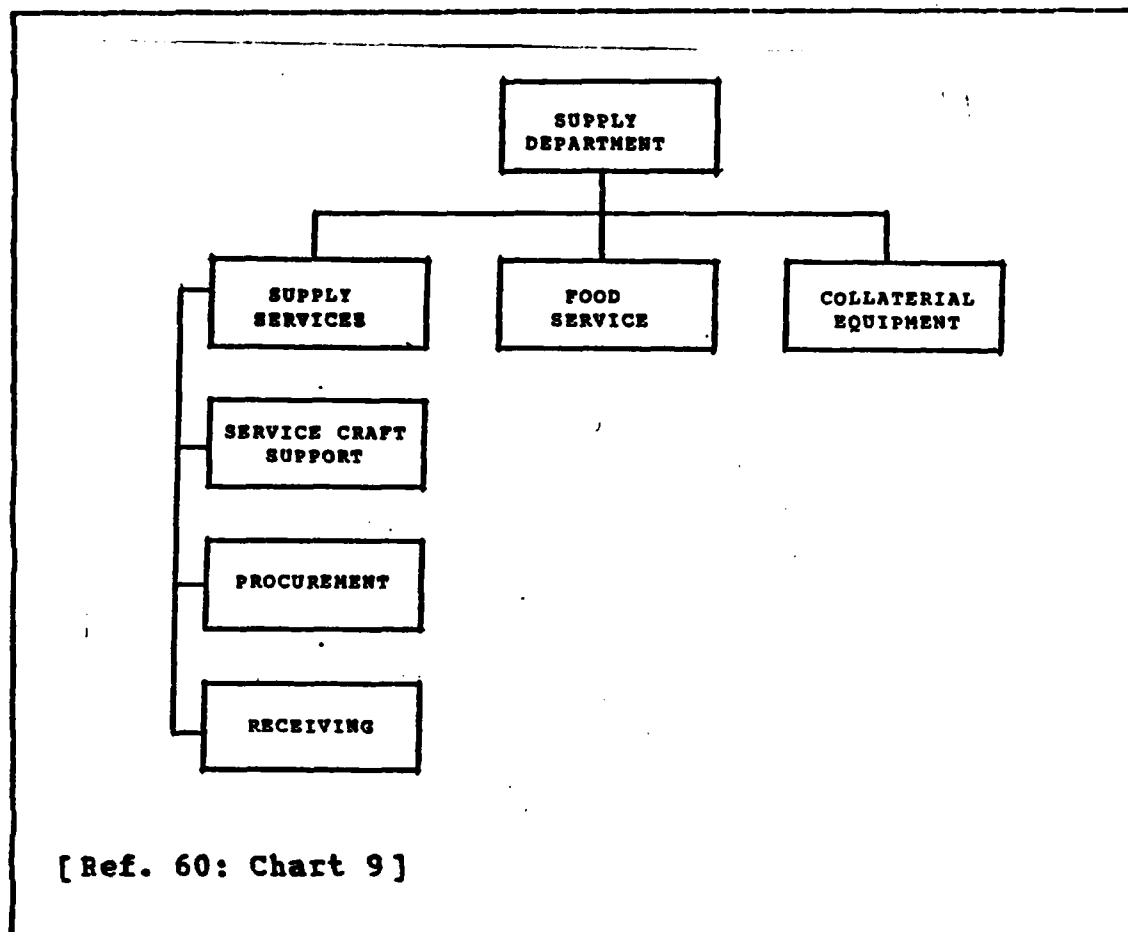 SUPPLY
DEPARTMENT
SUPPLY
SERVICES
FOOD
SERVICE
COLLATERIAL
EQUIPMENT
SERVICE CRAFT
SUPPORT
PROCUREMENT
RECEIVING
[Ref. 60: Chart 9]